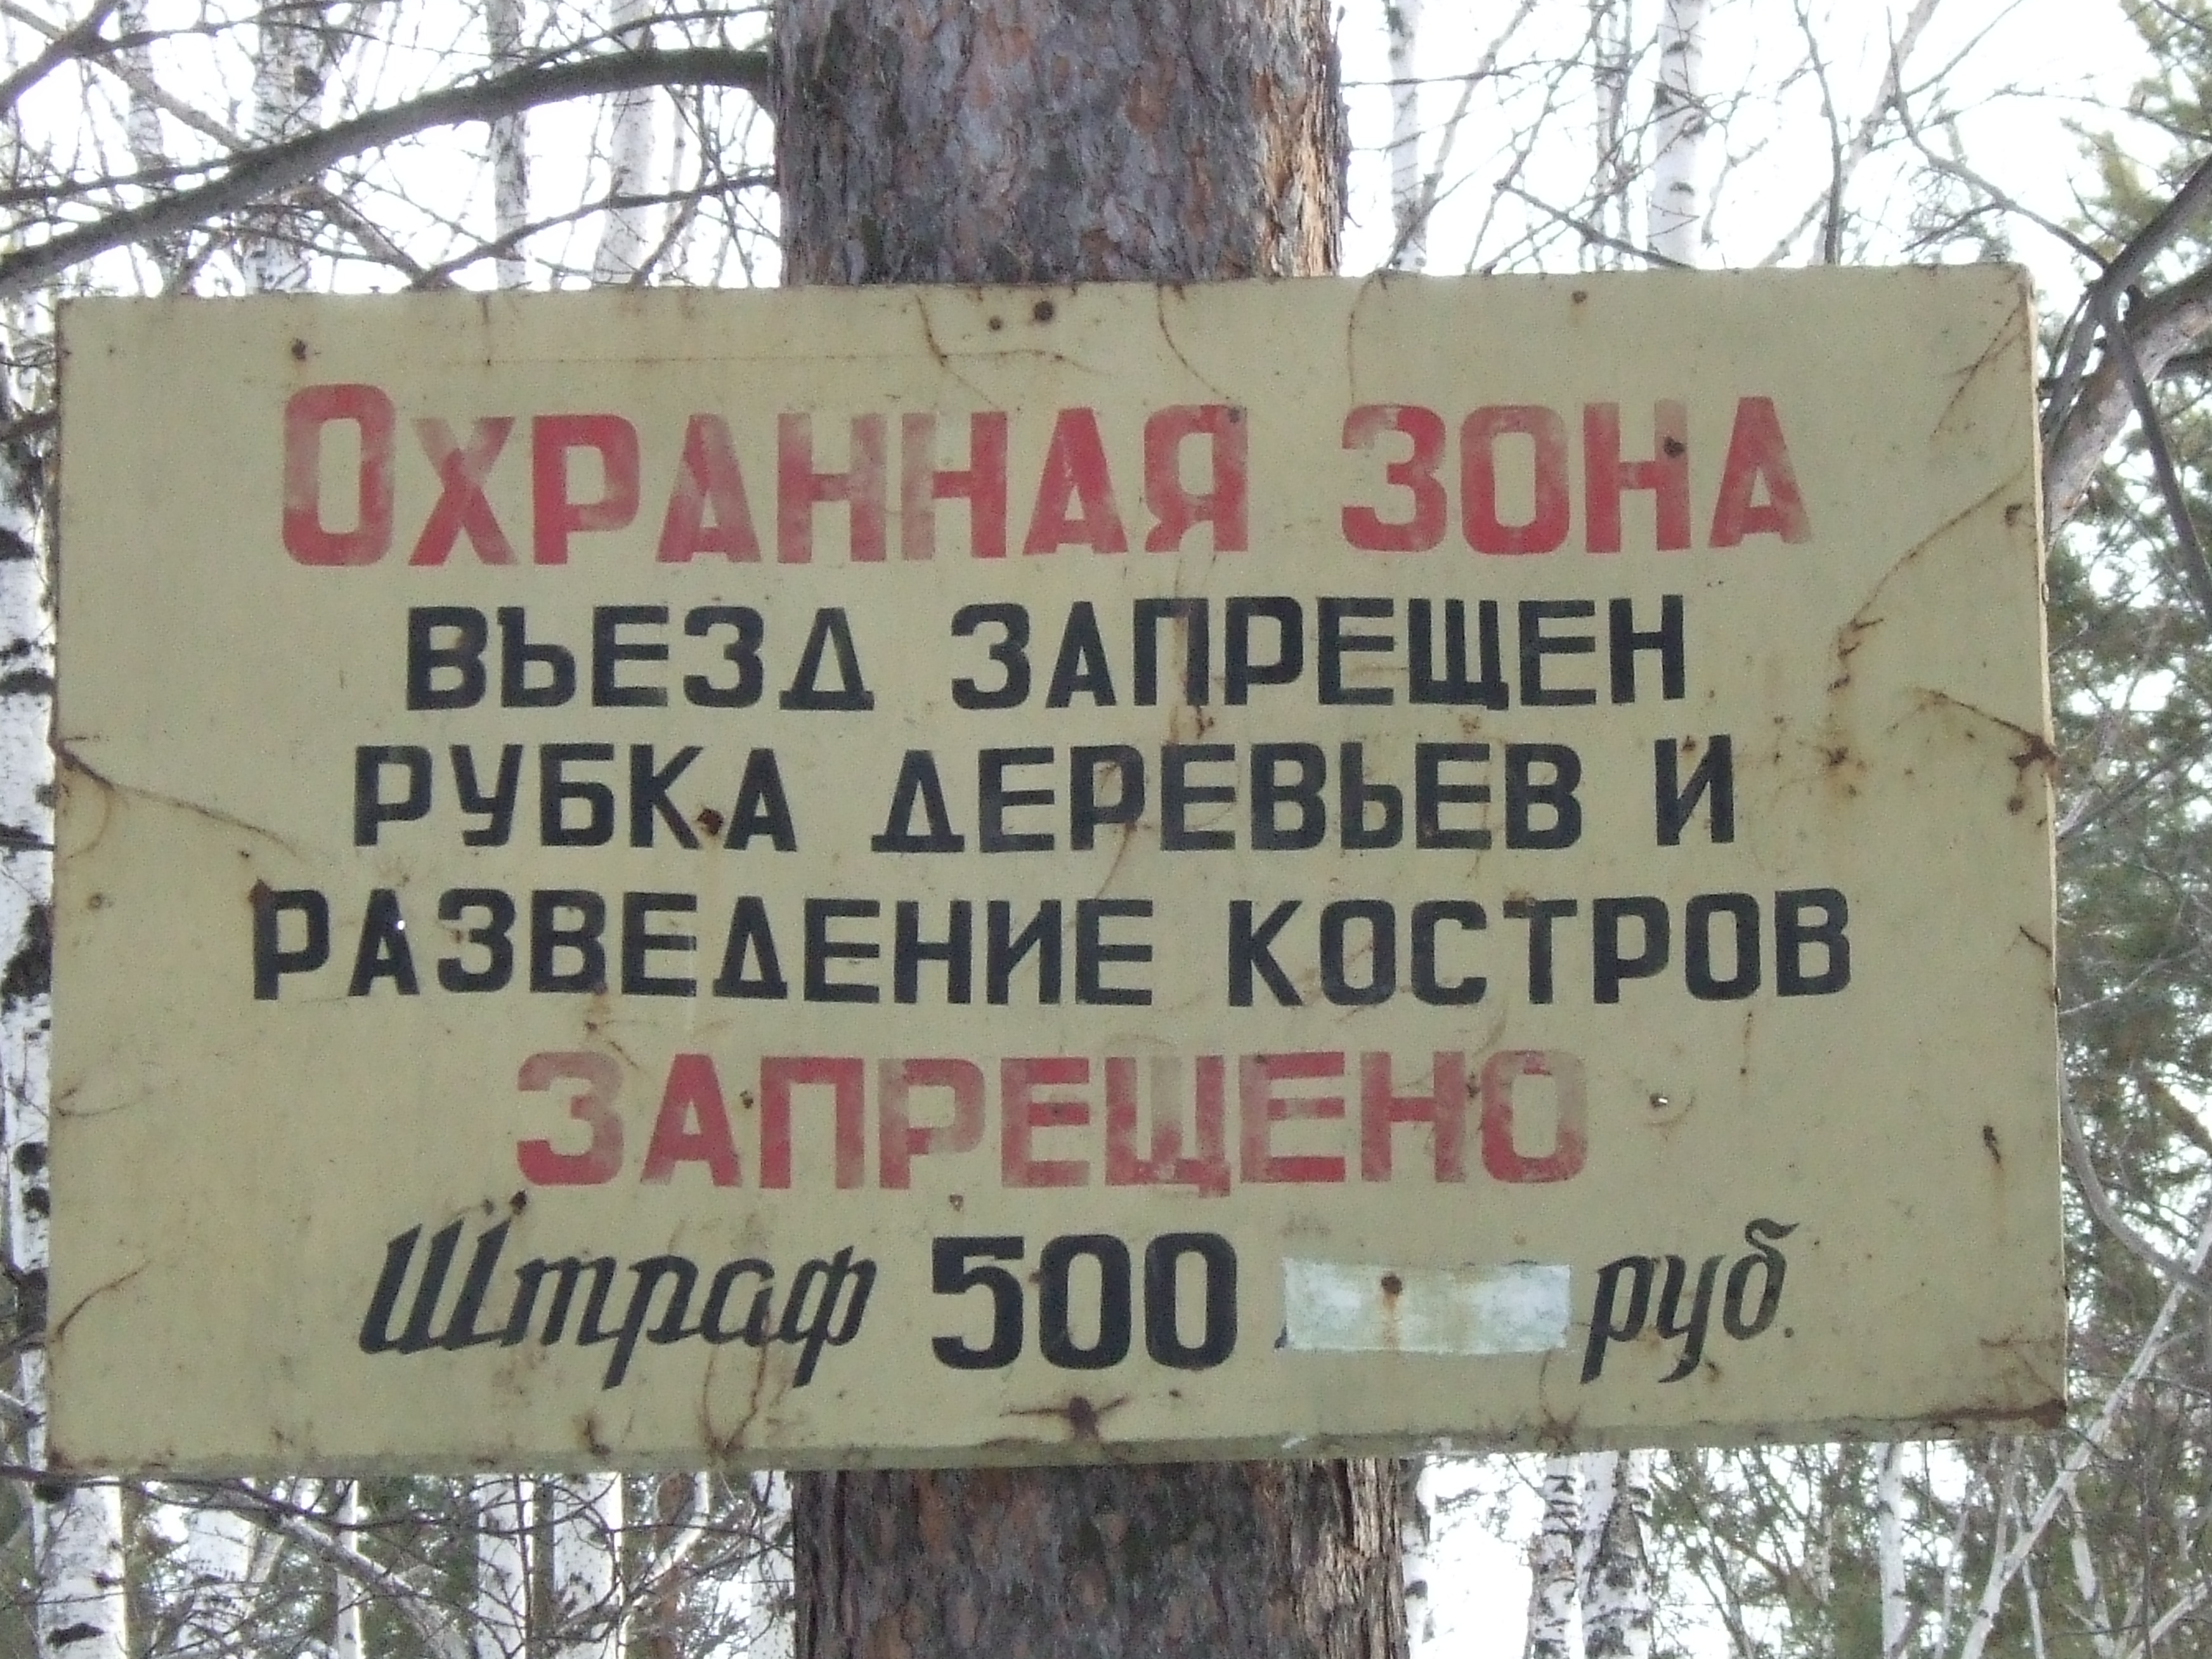 ОХРАННАЯ ЗОНА
ВЪЕЗД ЗАПРЕЩЕН
РУБКА ДЕРЕВЬЕВ И
РАЗВЕДЕНИЕ КОСТРОВ
ЗАПРЕЩЕНО
Штраф 500 руб.